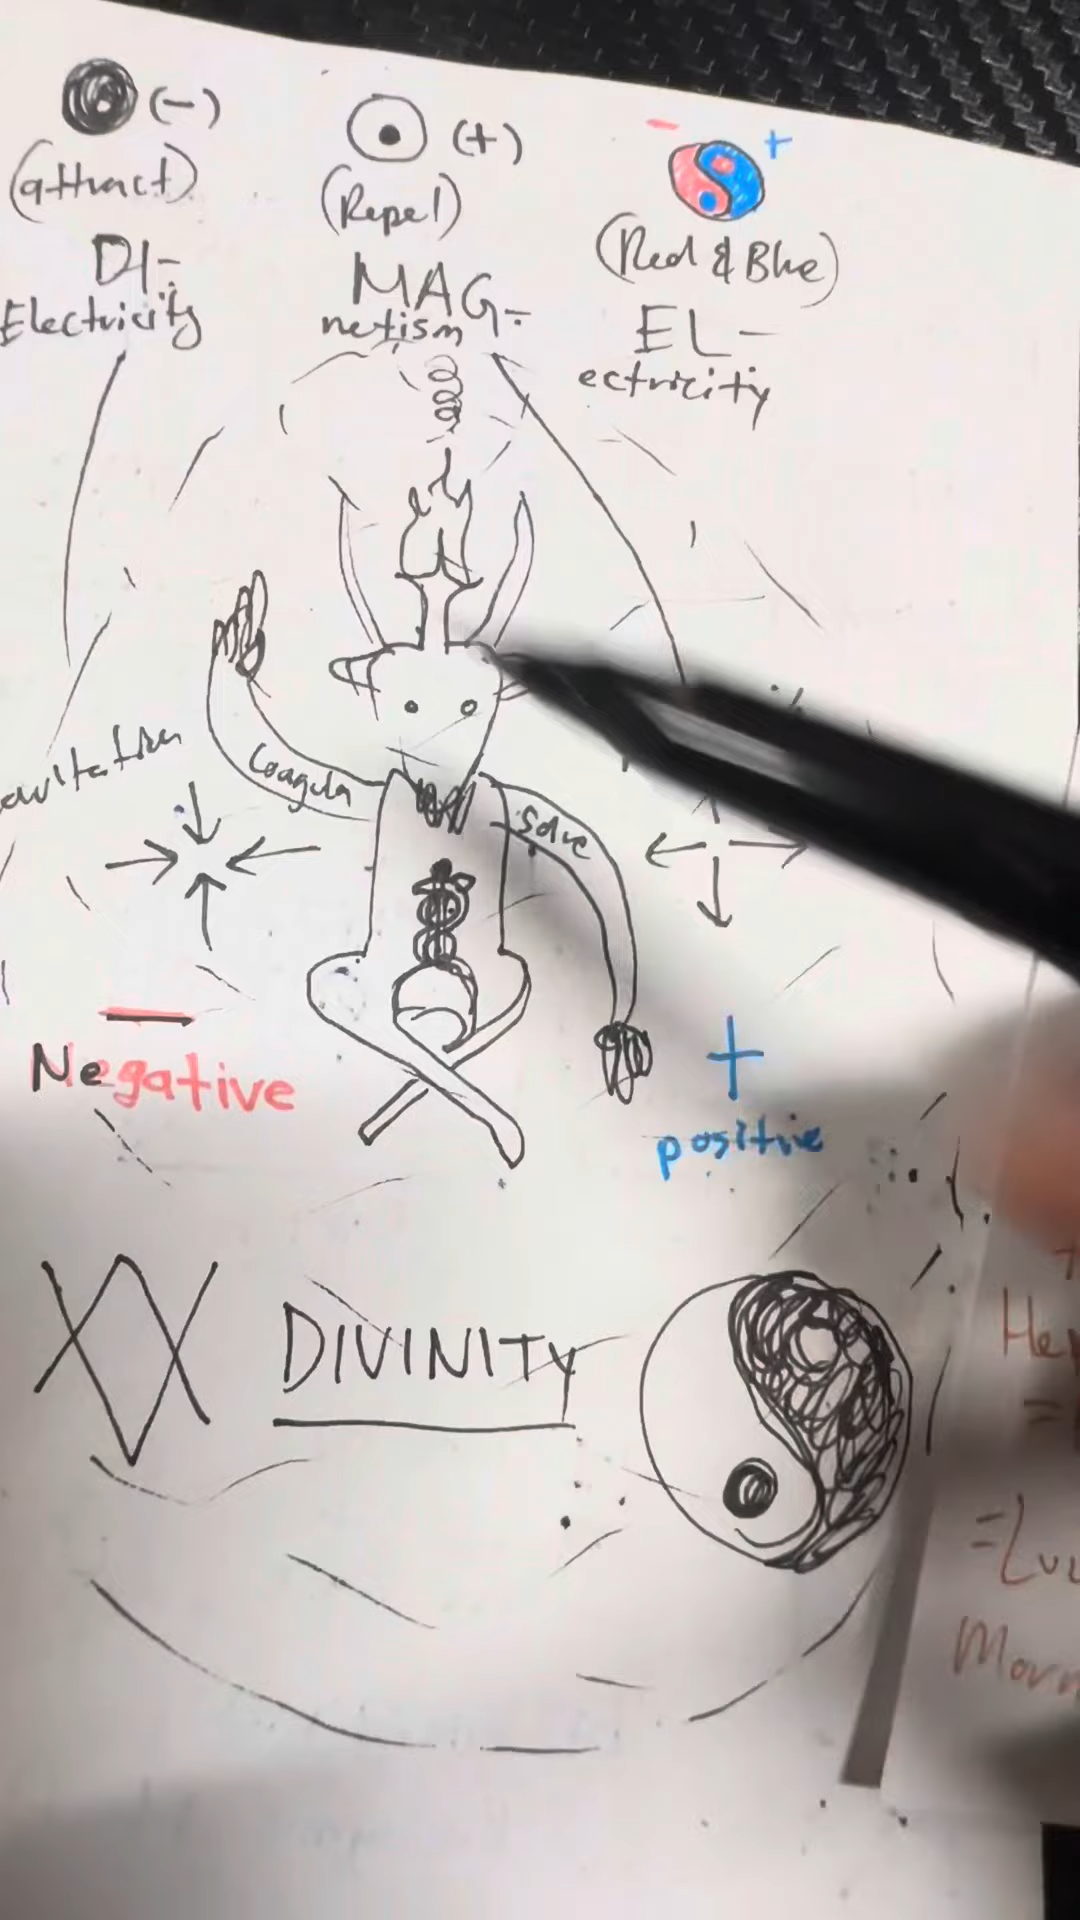 (-)
(attract)
DI-
Electricity
(+)
(Repel)
MAG-
netism
- +
(Red & Blue)
EL-
ectricity
Coagula
Solve
-
Negative
+
positive
DIVINITY
=